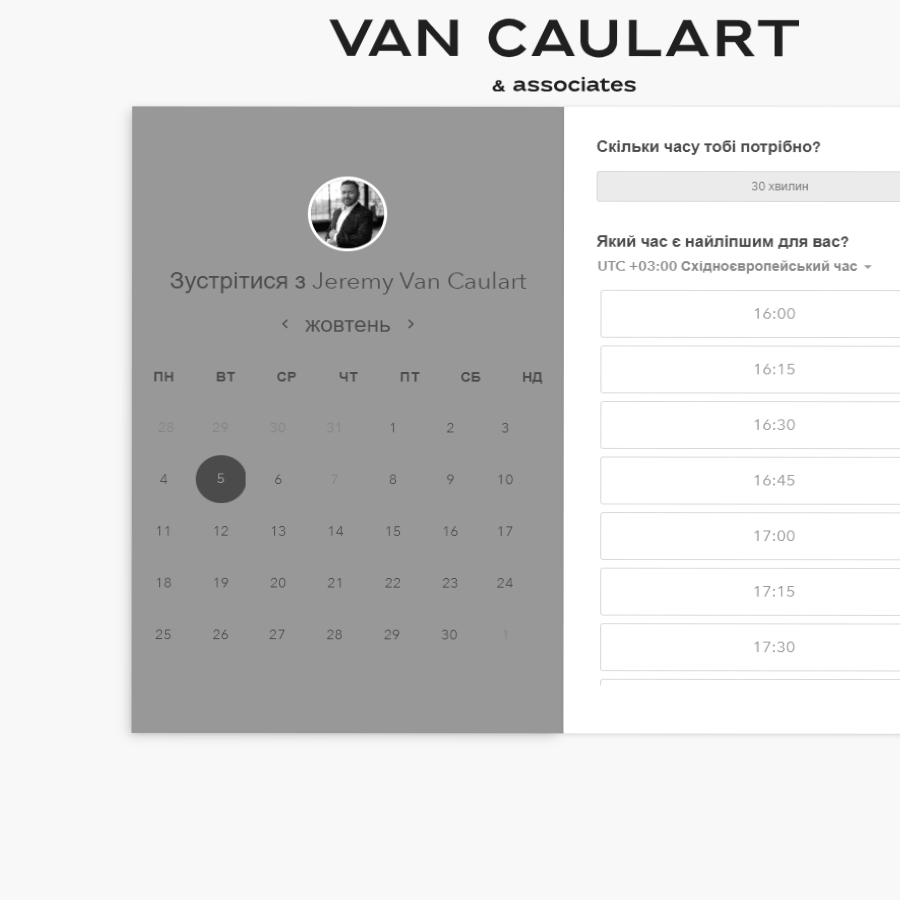 VAN CAULART
& associates
Зустрітися з Jeremy Van Caulart
жовтень
ПН ВТ СР ЧТ ПТ СБ НД
28 29 30 31 1 2 3
4 5 6 7 8 9 10
11 12 13 14 15 16 17
18 19 20 21 22 23 24
25 26 27 28 29 30 1
Скільки часу тобі потрібно?
30 хвилин
Який час є найліпшим для вас?
UTC +03:00 Східноєвропейський час
16:00
16:15
16:30
16:45
17:00
17:15
17:30